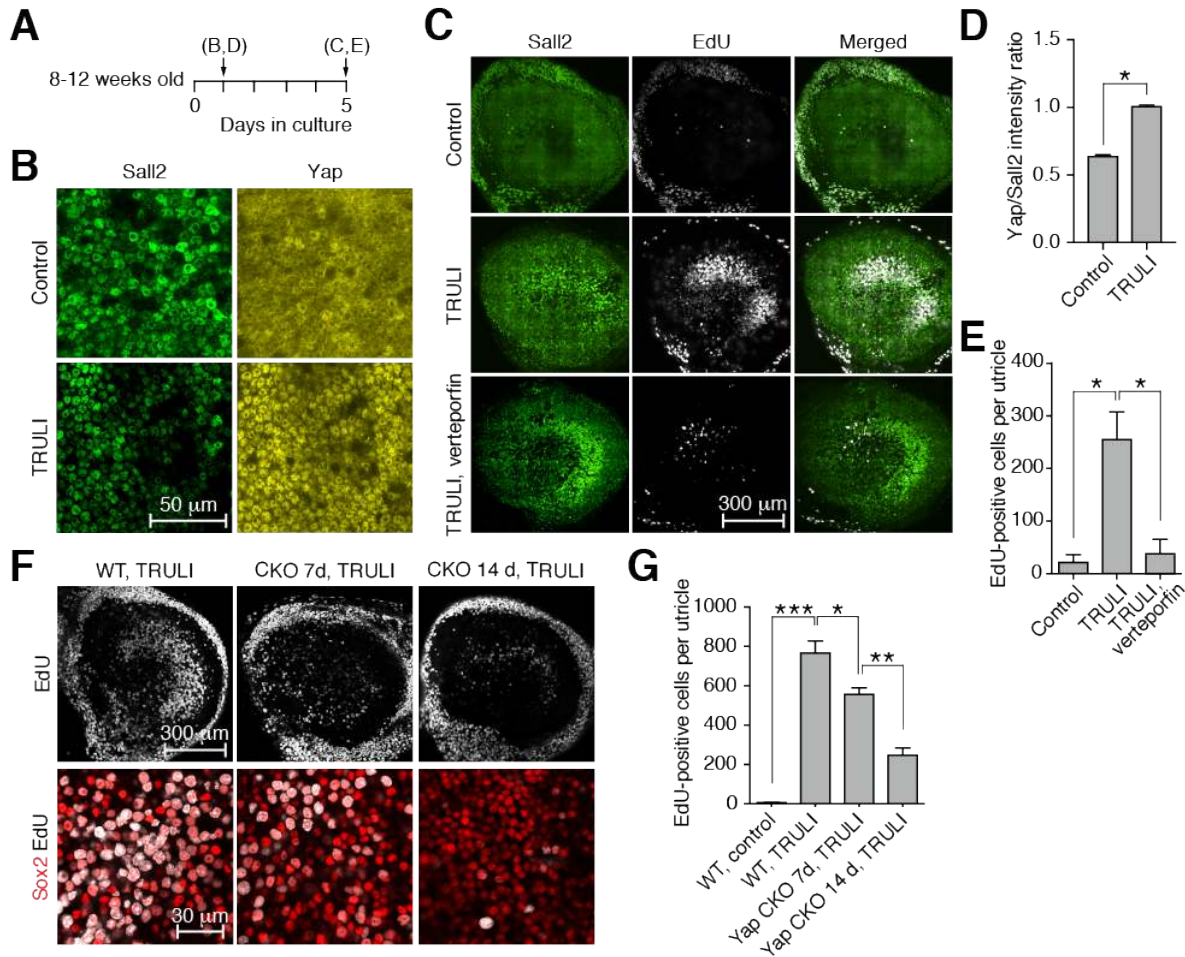 A
(B,D) (C,E)
8-12 weeks old
0 5
Days in culture
B
Sall2 Yap
Control
TRULI
50 μm
C
Sall2 EdU Merged
Control
TRULI
TRULI, verteporfin
300 μm
D
Yap/Sall2 intensity ratio
1.5
1.0
0.5
0.0
*
Control
TRULI
E
EdU-positive cells per utricle
400
300
200
100
0
* *
Control
TRULI
TRULI
verteporfin
F
WT, TRULI CKO 7d, TRULI CKO 14 d, TRULI
EdU
300 μm
Sox2 EdU
30 μm
G
EdU-positive cells per utricle
1000
800
600
400
200
0
*** * **
WT, control
WT, TRULI
Yap CKO 7d, TRULI
Yap CKO 14 d, TRULI